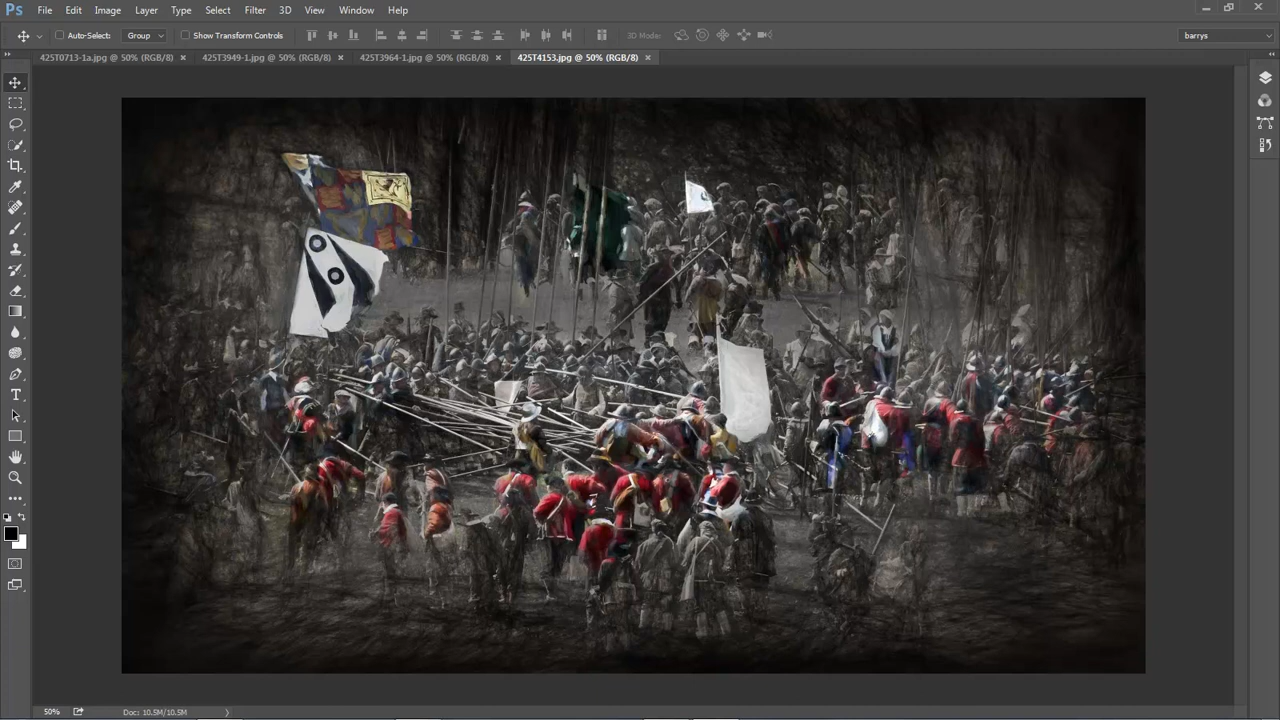 Ps File Edit Image Layer Type Select Filter 3D View Window Help
Auto-Select: Group Show Transform Controls 3D Mode: barrys
425T0713-1a.jpg @ 50% (RGB/8) × 425T3949-1.jpg @ 50% (RGB/8) × 425T3964-1.jpg @ 50% (RGB/8) × 425T4153.jpg @ 50% (RGB/8) ×
50% Doc: 10.5M/10.5M